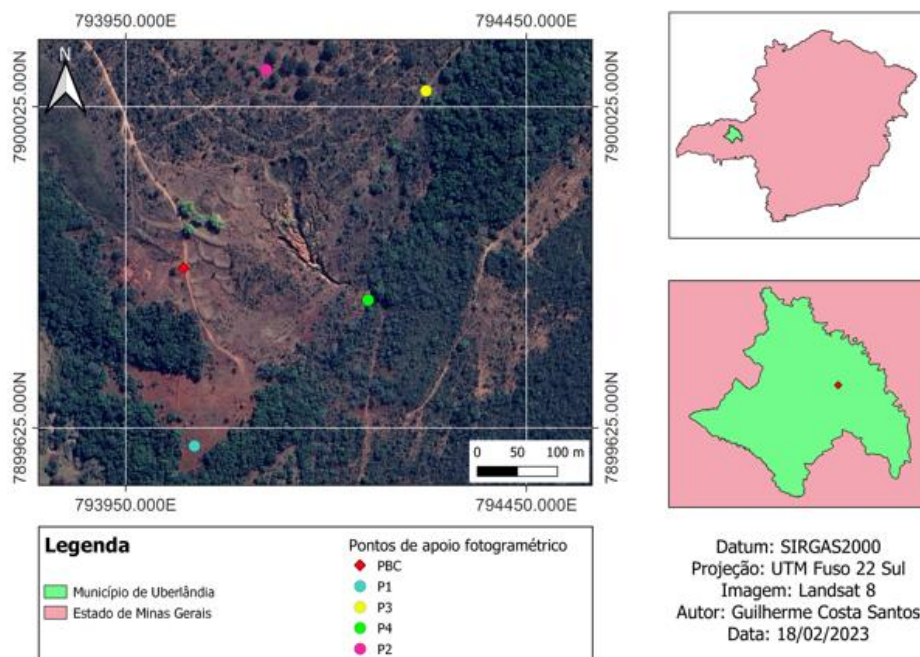 793950.000E 794450.000E
N
7900025.000N 7900025.000N
7899625.000N 7899625.000N
0 50 100 m
793950.000E 794450.000E
Legenda
Município de Uberlândia
Estado de Minas Gerais
Pontos de apoio fotogramétrico
PBC
P1
P3
P4
P2
Datum: SIRGAS2000
Projeção: UTM Fuso 22 Sul
Imagem: Landsat 8
Autor: Guilherme Costa Santos
Data: 18/02/2023